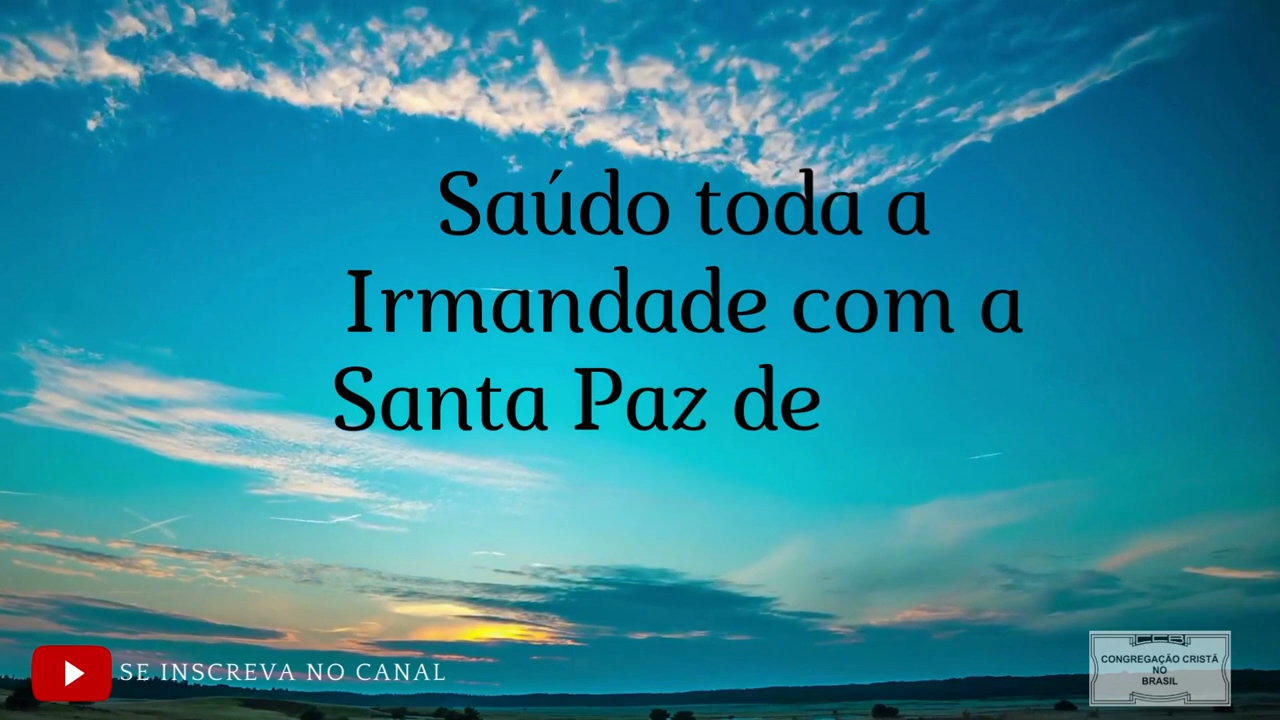 Saúdo toda a
Irmandade com a
Santa Paz de
SE INSCREVA NO CANAL
CCB
CONGREGAÇÃO CRISTÃ
NO
BRASIL